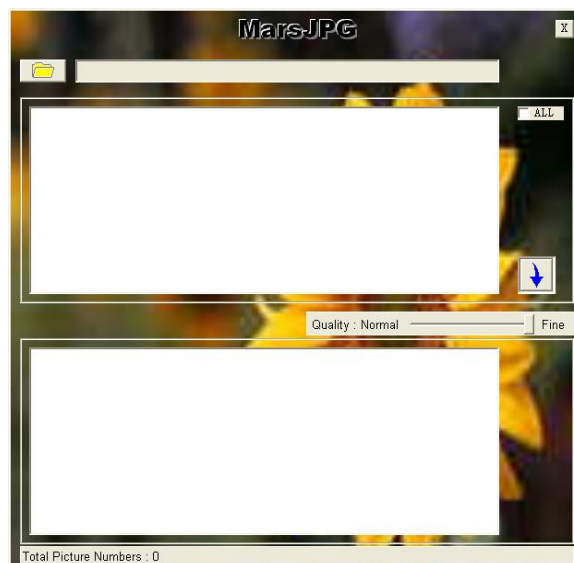 MarsJPG
X
ALL
Quality : Normal Fine
Total Picture Numbers : 0